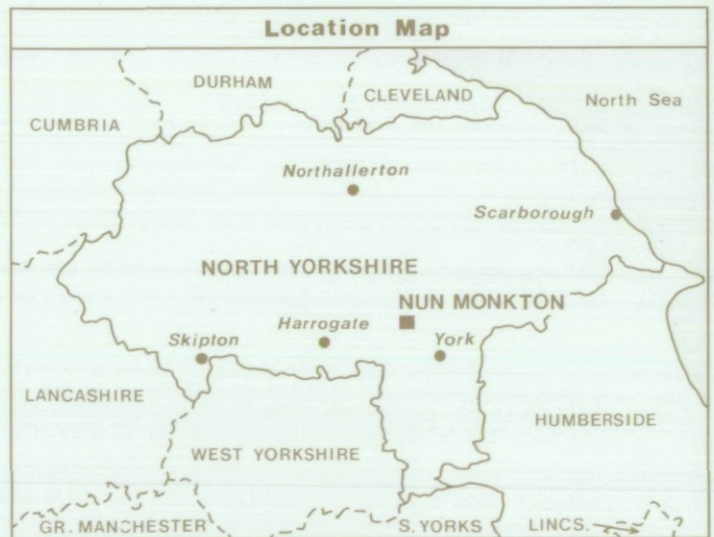 Location Map
DURHAM
CLEVELAND
North Sea
CUMBRIA
Northallerton
Scarborough
NORTH YORKSHIRE
NUN MONKTON
Harrogate
Skipton
York
LANCASHIRE
HUMBERSIDE
WEST YORKSHIRE
GR. MANCHESTER
S. YORKS
LINCS.